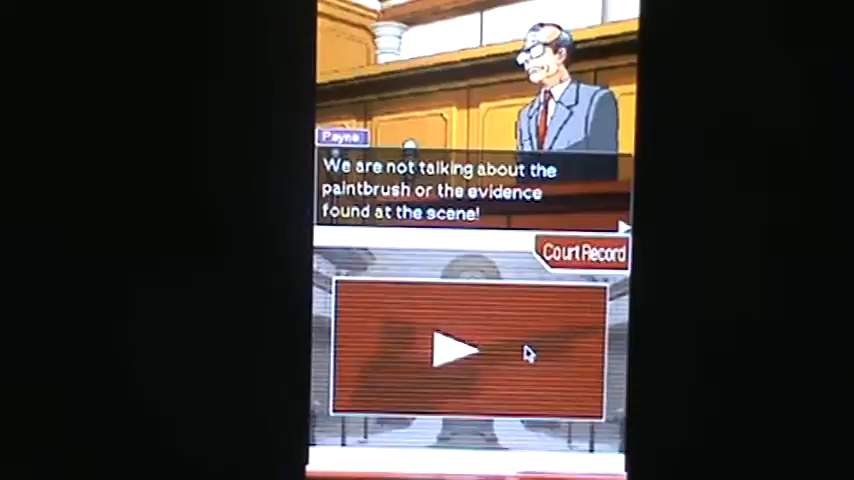 Payne
We are not talking about the
paintbrush or the evidence
found at the scene!
Court Record